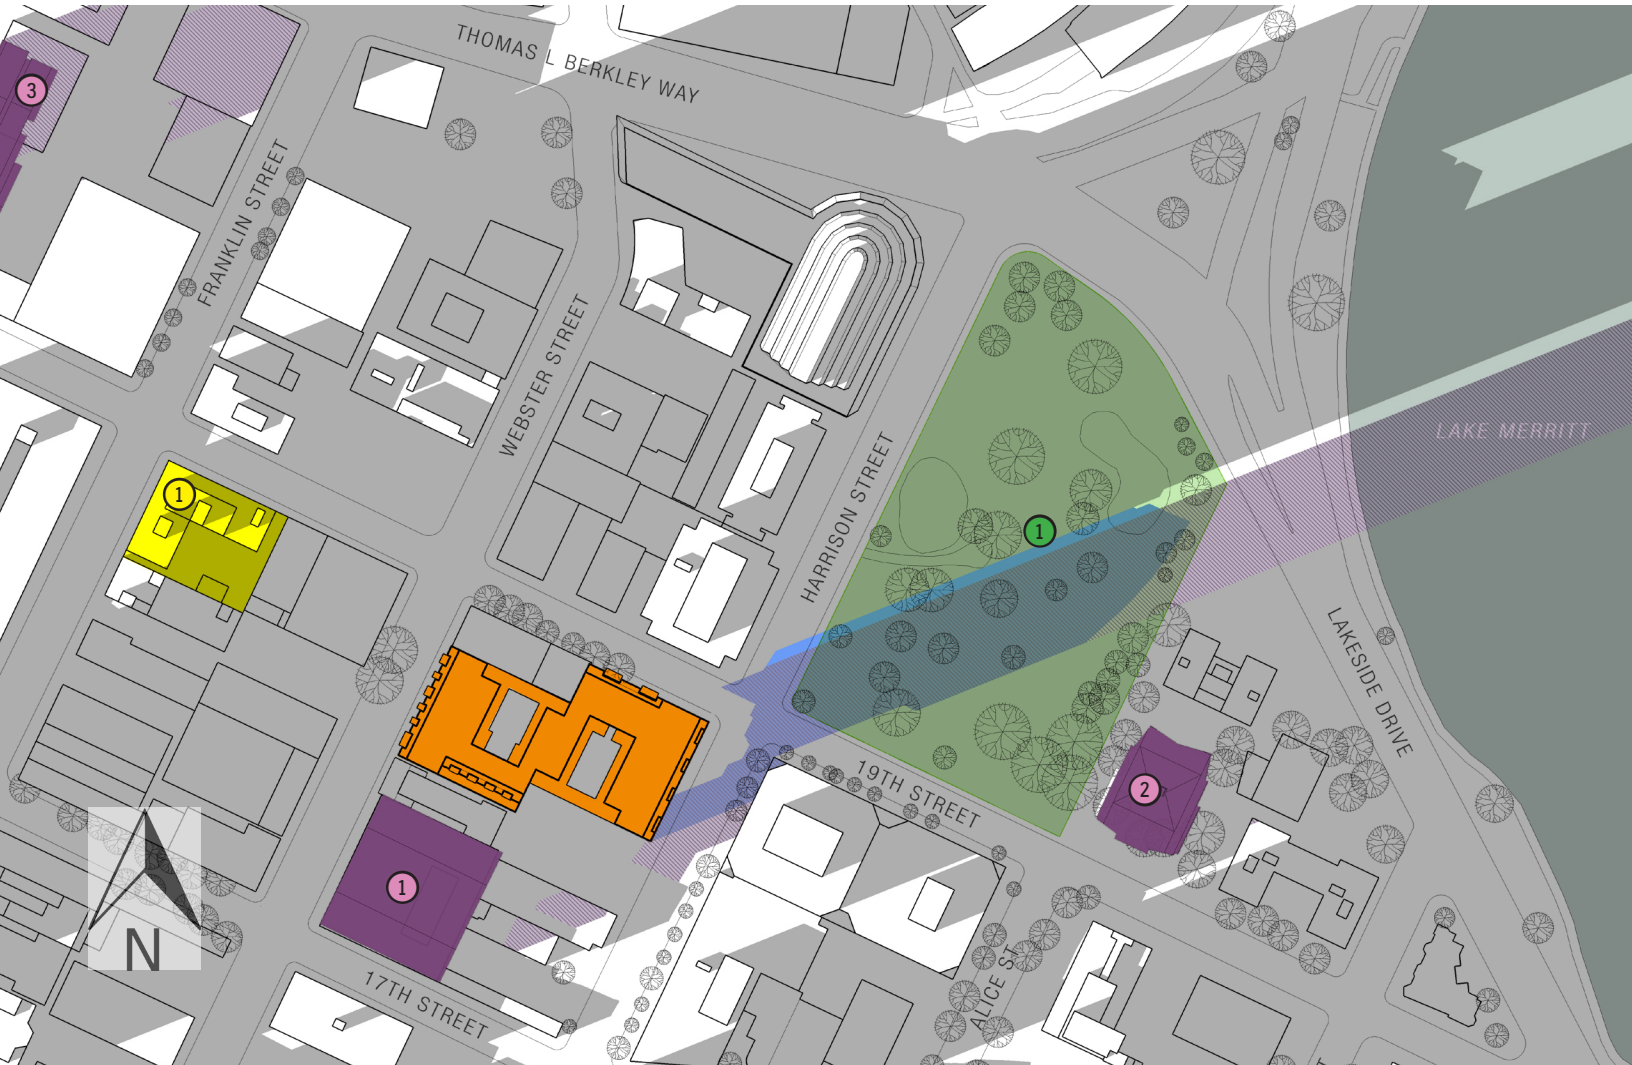 THOMAS L BERKLEY WAY
3
FRANKLIN STREET
WEBSTER STREET
HARRISON STREET
LAKE MERRITT
1
1
LAKESIDE DRIVE
19TH STREET
2
1
N
17TH STREET
ALICE ST